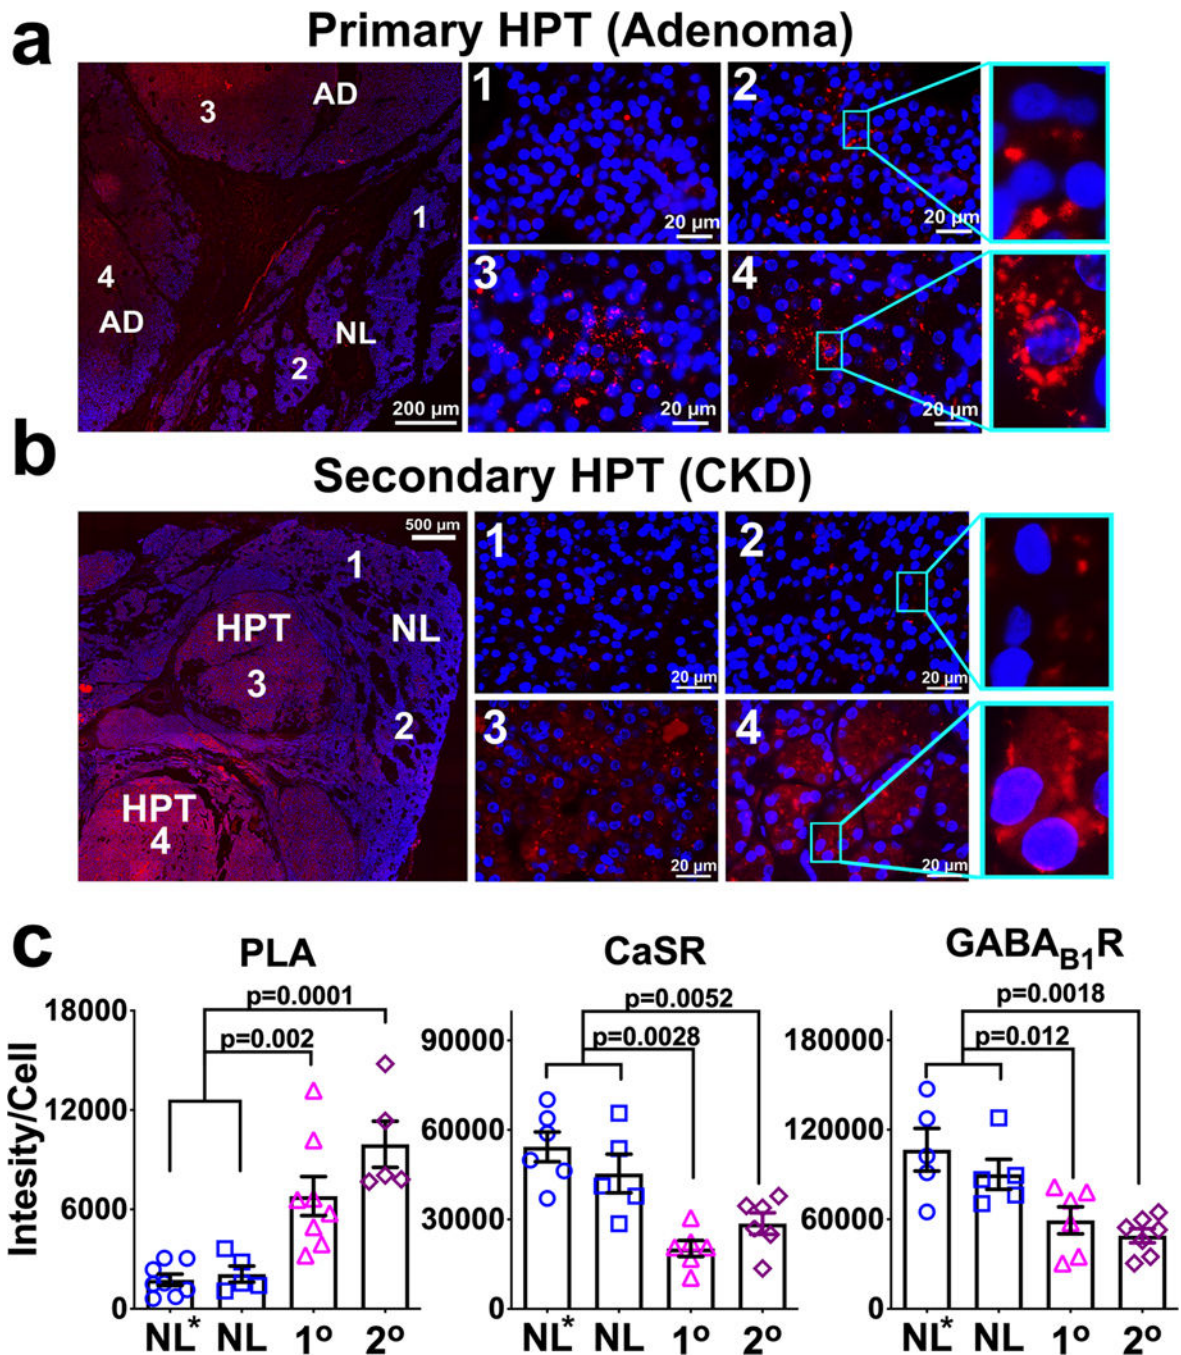 a
Primary HPT (Adenoma)
3
AD
1
4
AD
NL
2
200 µm
1
20 µm
2
20 µm
3
20 µm
4
20 µm
b
Secondary HPT (CKD)
500 µm
1
HPT
NL
3
2
HPT
4
1
20 µm
2
20 µm
3
20 µm
4
20 µm
c
PLA
Intesity/Cell
18000
12000
6000
0
p=0.0001
p=0.002
NL* NL 1º 2º
CaSR
90000
60000
30000
0
p=0.0052
p=0.0028
NL* NL 1º 2º
GABAB1R
180000
120000
60000
0
p=0.0018
p=0.012
NL* NL 1º 2º